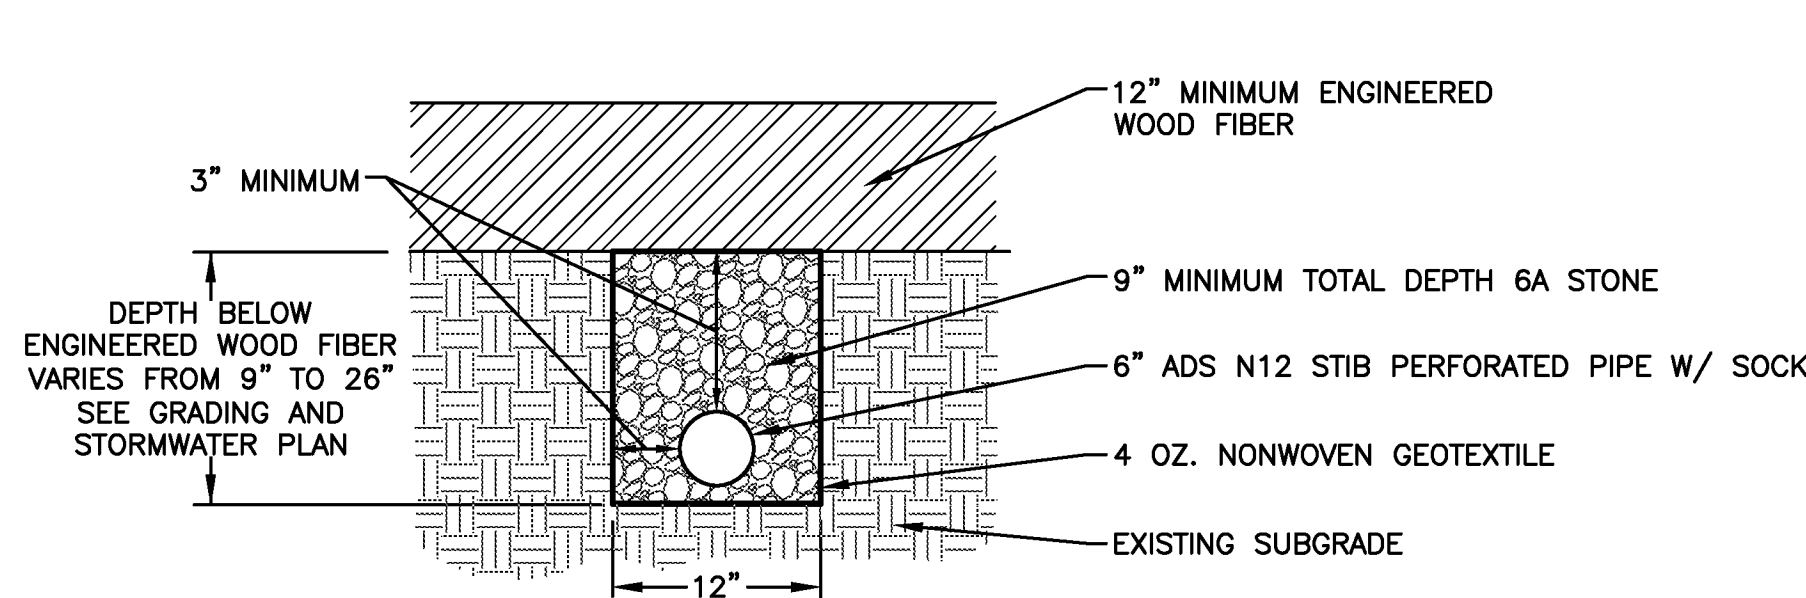 12" MINIMUM ENGINEERED
WOOD FIBER
3" MINIMUM
9" MINIMUM TOTAL DEPTH 6A STONE
DEPTH BELOW
ENGINEERED WOOD FIBER
VARIES FROM 9" TO 26"
SEE GRADING AND
STORMWATER PLAN
6" ADS N12 STIB PERFORATED PIPE W/ SOCK
4 OZ. NONWOVEN GEOTEXTILE
EXISTING SUBGRADE
12"